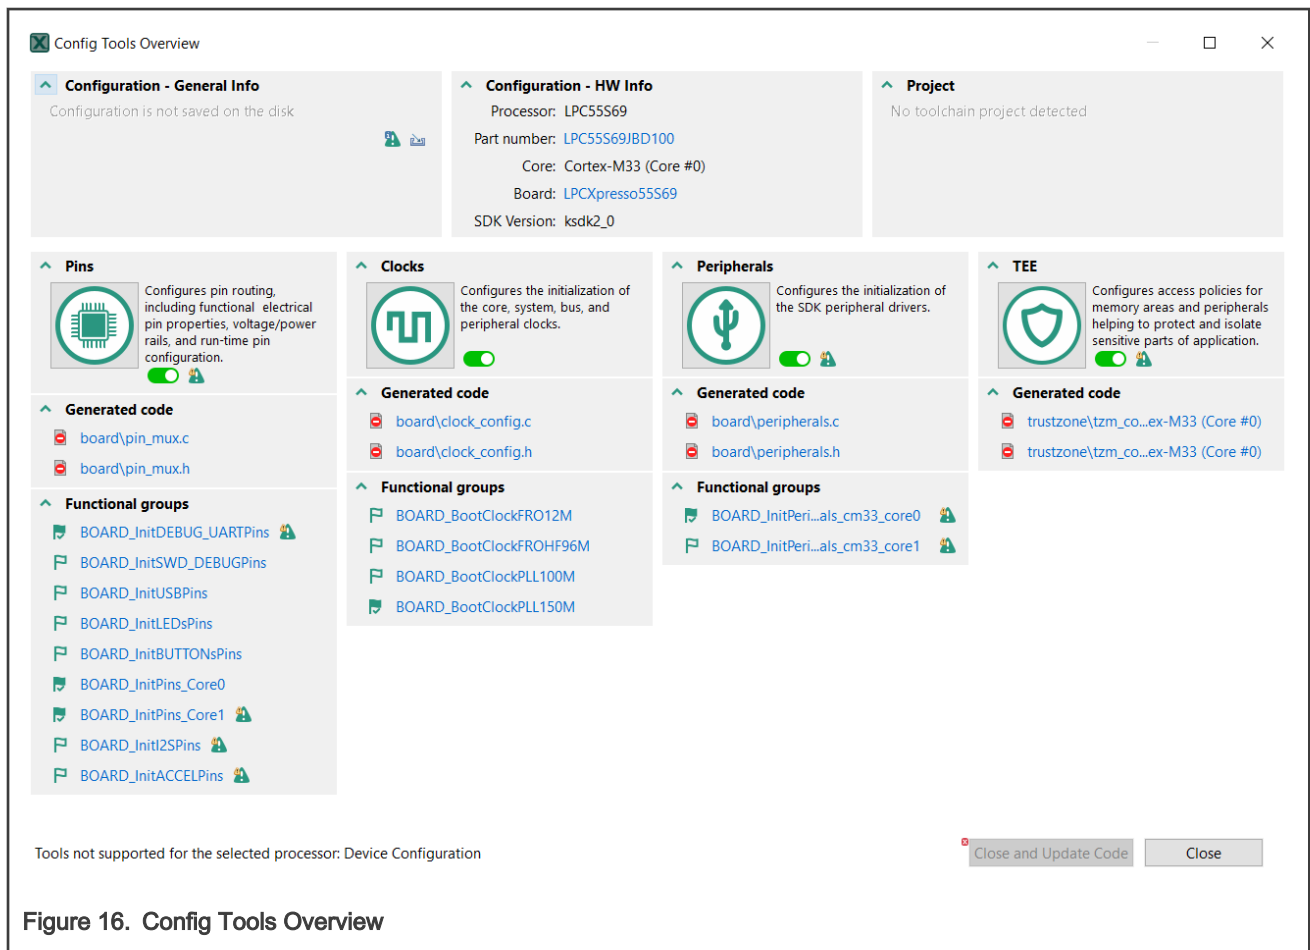 Config Tools Overview
Configuration - General Info
Configuration is not saved on the disk
Configuration - HW Info
Processor: LPC55S69
Part number: LPC55S69JBD100
Core: Cortex-M33 (Core #0)
Board: LPCXpresso55S69
SDK Version: ksdk2_0
Project
No toolchain project detected
Pins
Configures pin routing,
including functional electrical
pin properties, voltage/power
rails, and run-time pin
configuration.
Generated code
board\pin_mux.c
board\pin_mux.h
Functional groups
BOARD_InitDEBUG_UARTPins
BOARD_InitSWD_DEBUGPins
BOARD_InitUSBPins
BOARD_InitLEDsPins
BOARD_InitBUTTONsPins
BOARD_InitPins_Core0
BOARD_InitPins_Core1
BOARD_InitI2SPins
BOARD_InitACCELPins
Clocks
Configures the initialization of
the core, system, bus, and
peripheral clocks.
Generated code
board\clock_config.c
board\clock_config.h
Functional groups
BOARD_BootClockFRO12M
BOARD_BootClockFROHF96M
BOARD_BootClockPLL100M
BOARD_BootClockPLL150M
Peripherals
Configures the initialization of
the SDK peripheral drivers.
Generated code
board\peripherals.c
board\peripherals.h
Functional groups
BOARD_InitPeri...als_cm33_core0
BOARD_InitPeri...als_cm33_core1
TEE
Configures access policies for
memory areas and peripherals
helping to protect and isolate
sensitive parts of application.
Generated code
trustzone\tzm_co...ex-M33 (Core #0)
trustzone\tzm_co...ex-M33 (Core #0)
Tools not supported for the selected processor: Device Configuration
Close and Update Code
Close
Figure 16. Config Tools Overview